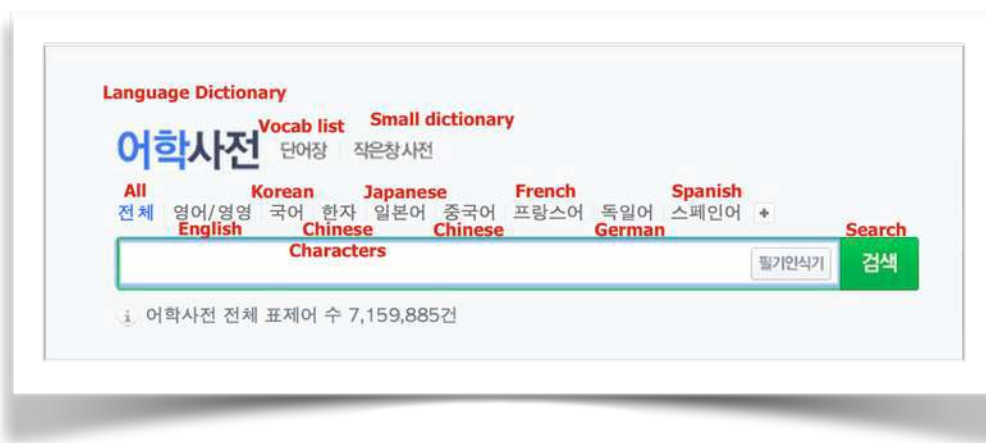 Language Dictionary
Vocab list Small dictionary
어학사전 단어장 작은창 사전
All Korean Japanese French Spanish
전체 영어/영영 국어 한자 일본어 중국어 프랑스어 독일어 스페인어 +
English Chinese Chinese German Search
Characters
필기인식기 검색
i 어학사전 전체 표제어 수 7,159,885건